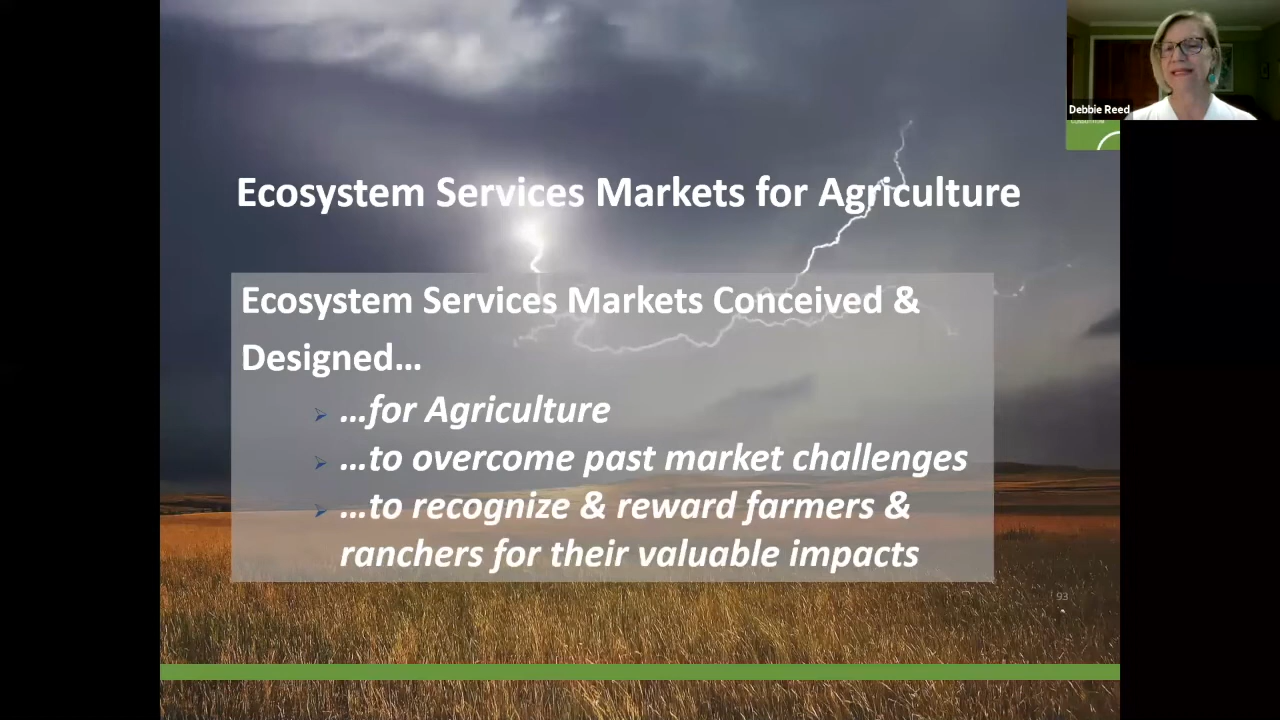 Debbie Reed
Ecosystem Services Markets for Agriculture
Ecosystem Services Markets Conceived &
Designed…
…for Agriculture
…to overcome past market challenges
…to recognize & reward farmers &
ranchers for their valuable impacts
93